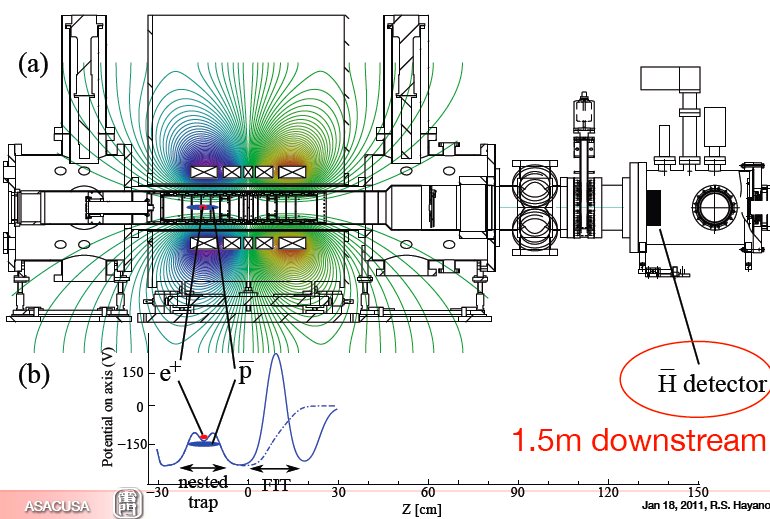 (a)
(b)
Potential on axis (V)
150
0
−150
e+
p̅
nested
trap
FIT
H̅ detector
1.5m downstream
−30 0 30 60 90 120 150
Z [cm]
ASACUSA
Jan 18, 2011, R.S. Hayano